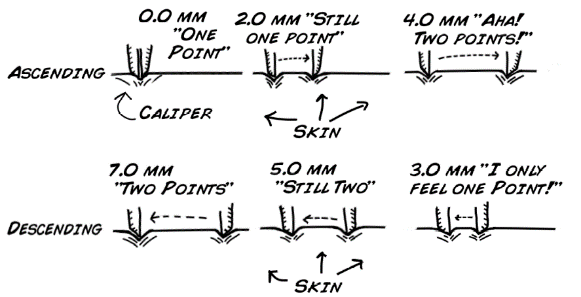 0.0 MM
"ONE
POINT"
2.0 MM "STILL
ONE POINT"
4.0 MM "AHA!
TWO POINTS!"
ASCENDING
CALIPER
SKIN
7.0 MM
"TWO POINTS"
5.0 MM
"STILL TWO"
3.0 MM "I ONLY
FEEL ONE POINT!"
DESCENDING
SKIN